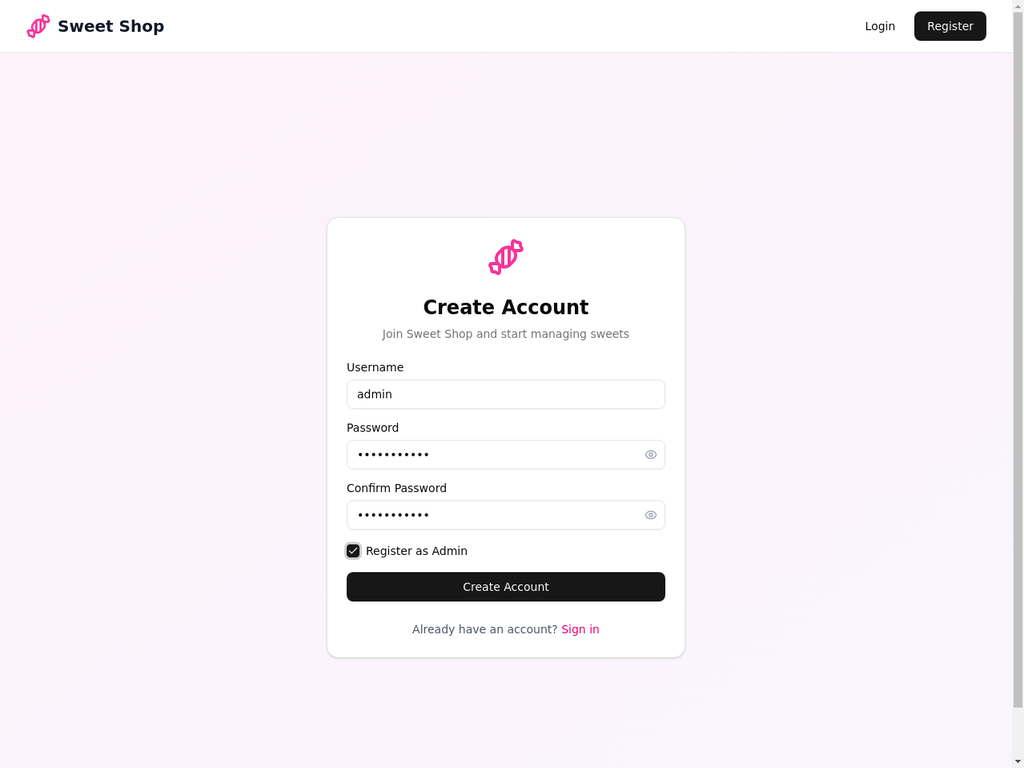 Sweet Shop
Login
Register
Create Account
Join Sweet Shop and start managing sweets
Username
admin
Password
•••••••••••
Confirm Password
•••••••••••
Register as Admin
Create Account
Already have an account? Sign in